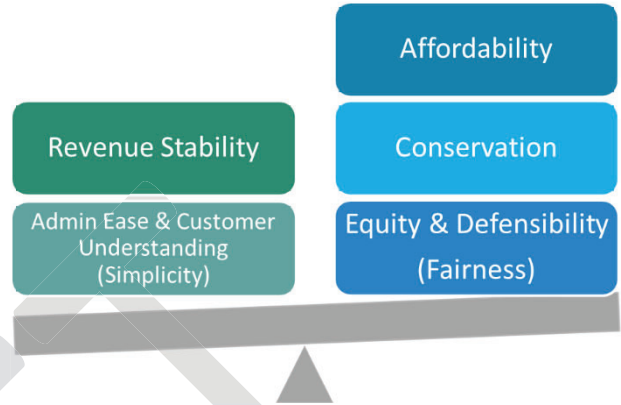 Affordability
Revenue Stability
Conservation
Admin Ease & Customer
Understanding
(Simplicity)
Equity & Defensibility
(Fairness)